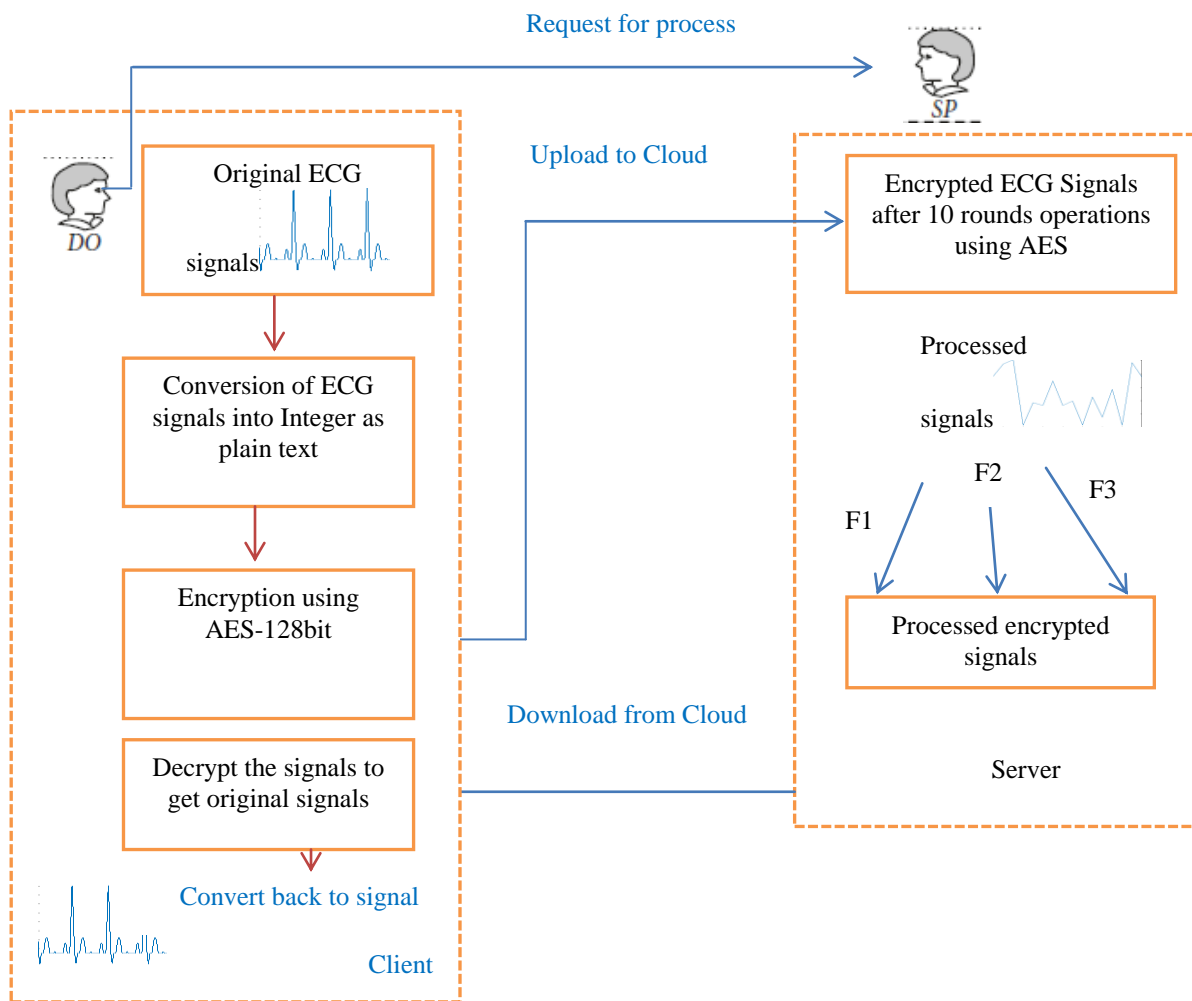 Request for process
SP
DO
Original ECG
signals
Upload to Cloud
Encrypted ECG Signals
after 10 rounds operations
using AES
Conversion of ECG
signals into Integer as
plain text
Processed
signals
F1
F2
F3
Encryption using
AES-128bit
Processed encrypted
signals
Download from Cloud
Decrypt the signals to
get original signals
Server
Convert back to signal
Client